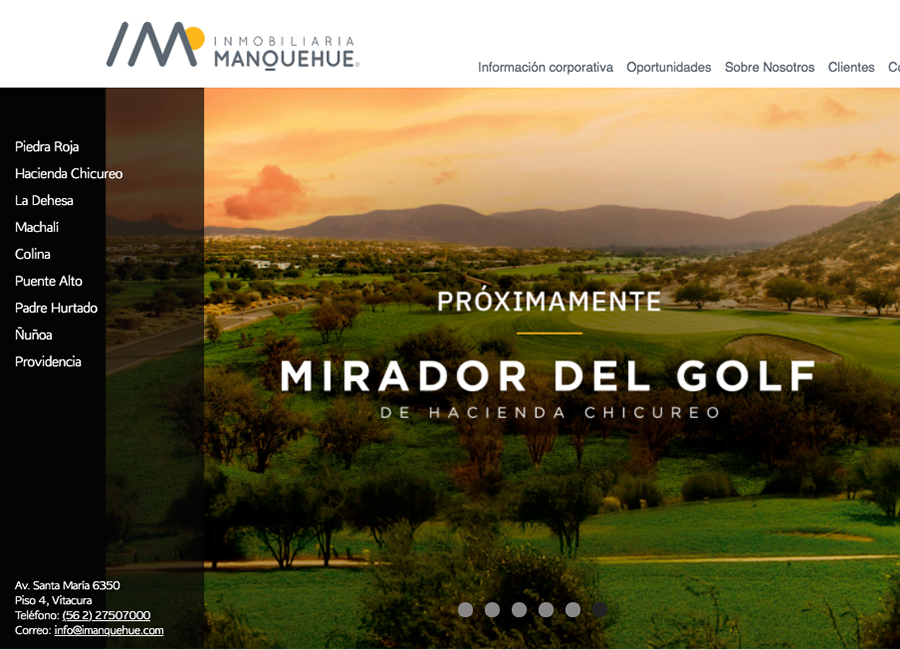 INMOBILIARIA
MANQUEHUE
Información corporativa Oportunidades Sobre Nosotros Clientes
Piedra Roja
Hacienda Chicureo
La Dehesa
Machalí
Colina
Puente Alto
Padre Hurtado
Ñuñoa
Providencia
PRÓXIMAMENTE
MIRADOR DEL GOLF
DE HACIENDA CHICUREO
Av. Santa María 6350
Piso 4, Vitacura
Teléfono: (56 2) 27507000
Correo: info@imanquehue.com